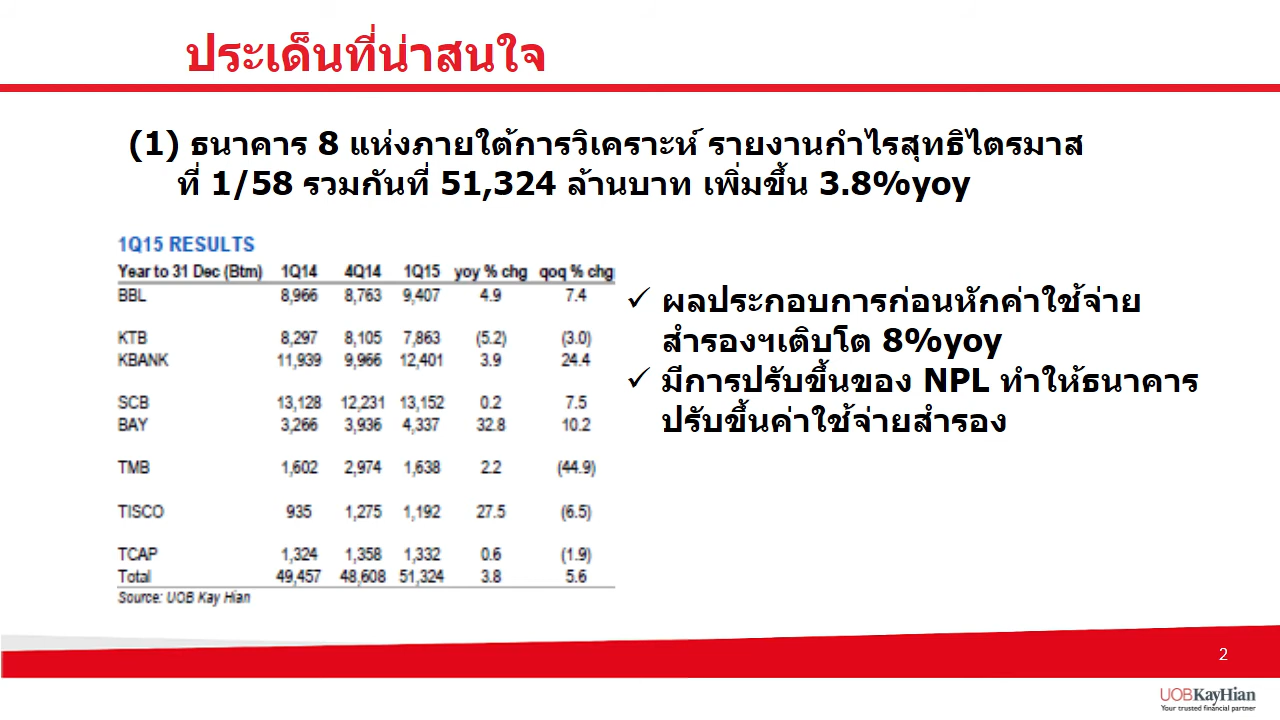 ประเด็นที่น่าสนใจ
(1) ธนาคาร 8 แห่งภายใต้การวิเคราะห์ รายงานกำไรสุทธิไตรมาส
ที่ 1/58 รวมกันที่ 51,324 ล้านบาท เพิ่มขึ้น 3.8%yoy
1Q15 RESULTS
Year to 31 Dec (Btm) 1Q14 4Q14 1Q15 yoy % chg qoq % chg
BBL 8,966 8,763 9,407 4.9 7.4
KTB 8,297 8,105 7,863 (5.2) (3.0)
KBANK 11,939 9,966 12,401 3.9 24.4
SCB 13,128 12,231 13,152 0.2 7.5
BAY 3,266 3,936 4,337 32.8 10.2
TMB 1,602 2,974 1,638 2.2 (44.9)
TISCO 935 1,275 1,192 27.5 (6.5)
TCAP 1,324 1,358 1,332 0.6 (1.9)
Total 49,457 48,608 51,324 3.8 5.6
Source: UOB Kay Hian
✓ ผลประกอบการก่อนหักค่าใช้จ่าย
สำรองฯเติบโต 8%yoy
✓ มีการปรับขึ้นของ NPL ทำให้ธนาคาร
ปรับขึ้นค่าใช้จ่ายสำรอง
2
UOBKayHian
Your trusted financial partner